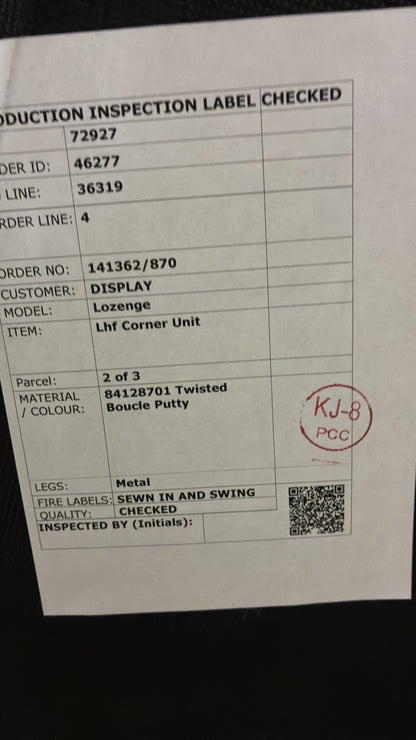 ODUCTION INSPECTION LABEL CHECKED
72927
DER ID: 46277
LINE: 36319
RDER LINE: 4
ORDER NO: 141362/870
CUSTOMER: DISPLAY
MODEL: Lozenge
ITEM: Lhf Corner Unit
Parcel: 2 of 3
MATERIAL 84128701 Twisted
/ COLOUR: Boucle Putty
KJ-8
PCC
LEGS: Metal
FIRE LABELS: SEWN IN AND SWING
QUALITY: CHECKED
INSPECTED BY (Initials):